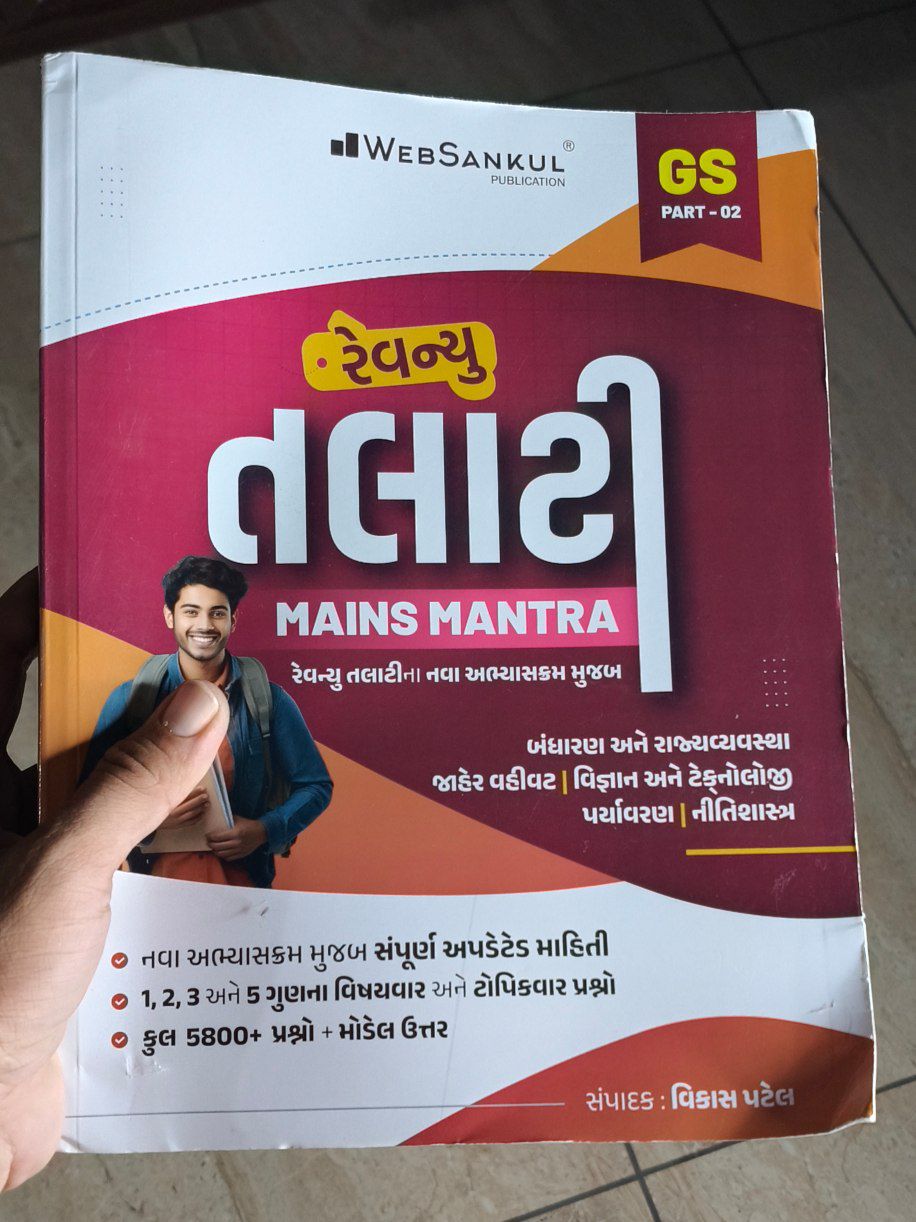 WEBSANKUL®
PUBLICATION
GS
PART - 02
રેવન્યુ
તલાટી
MAINS MANTRA
રેવન્યુ તલાટીના નવા અભ્યાસક્રમ મુજબ
બંધારણ અને રાજ્યવ્યવસ્થા
જાહેર વહીવટ | વિજ્ઞાન અને ટેક્નોલોજી
પર્યાવરણ | નીતિશાસ્ત્ર
નવા અભ્યાસક્રમ મુજબ સંપૂર્ણ અપડેટેડ માહિતી
1, 2, 3 અને 5 ગુણના વિષયવાર અને ટોપિકવાર પ્રશ્નો
કુલ 5800+ પ્રશ્નો + મોડેલ ઉત્તર
સંપાદક : વિકાસ પટેલ